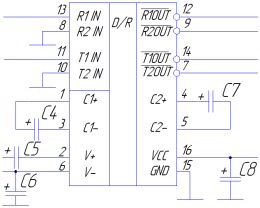 13 R1 IN D/R R1OUT 12
8 R2 IN R2OUT 9
11 T1 IN T1OUT 14
10 T2 IN T2OUT 7
1 C1+ C2+ 4 + C7
+ C4 3 C1- C2- 5
+ C5 2 V+ VCC 16
6 V- GND 15
+ C6 + C8